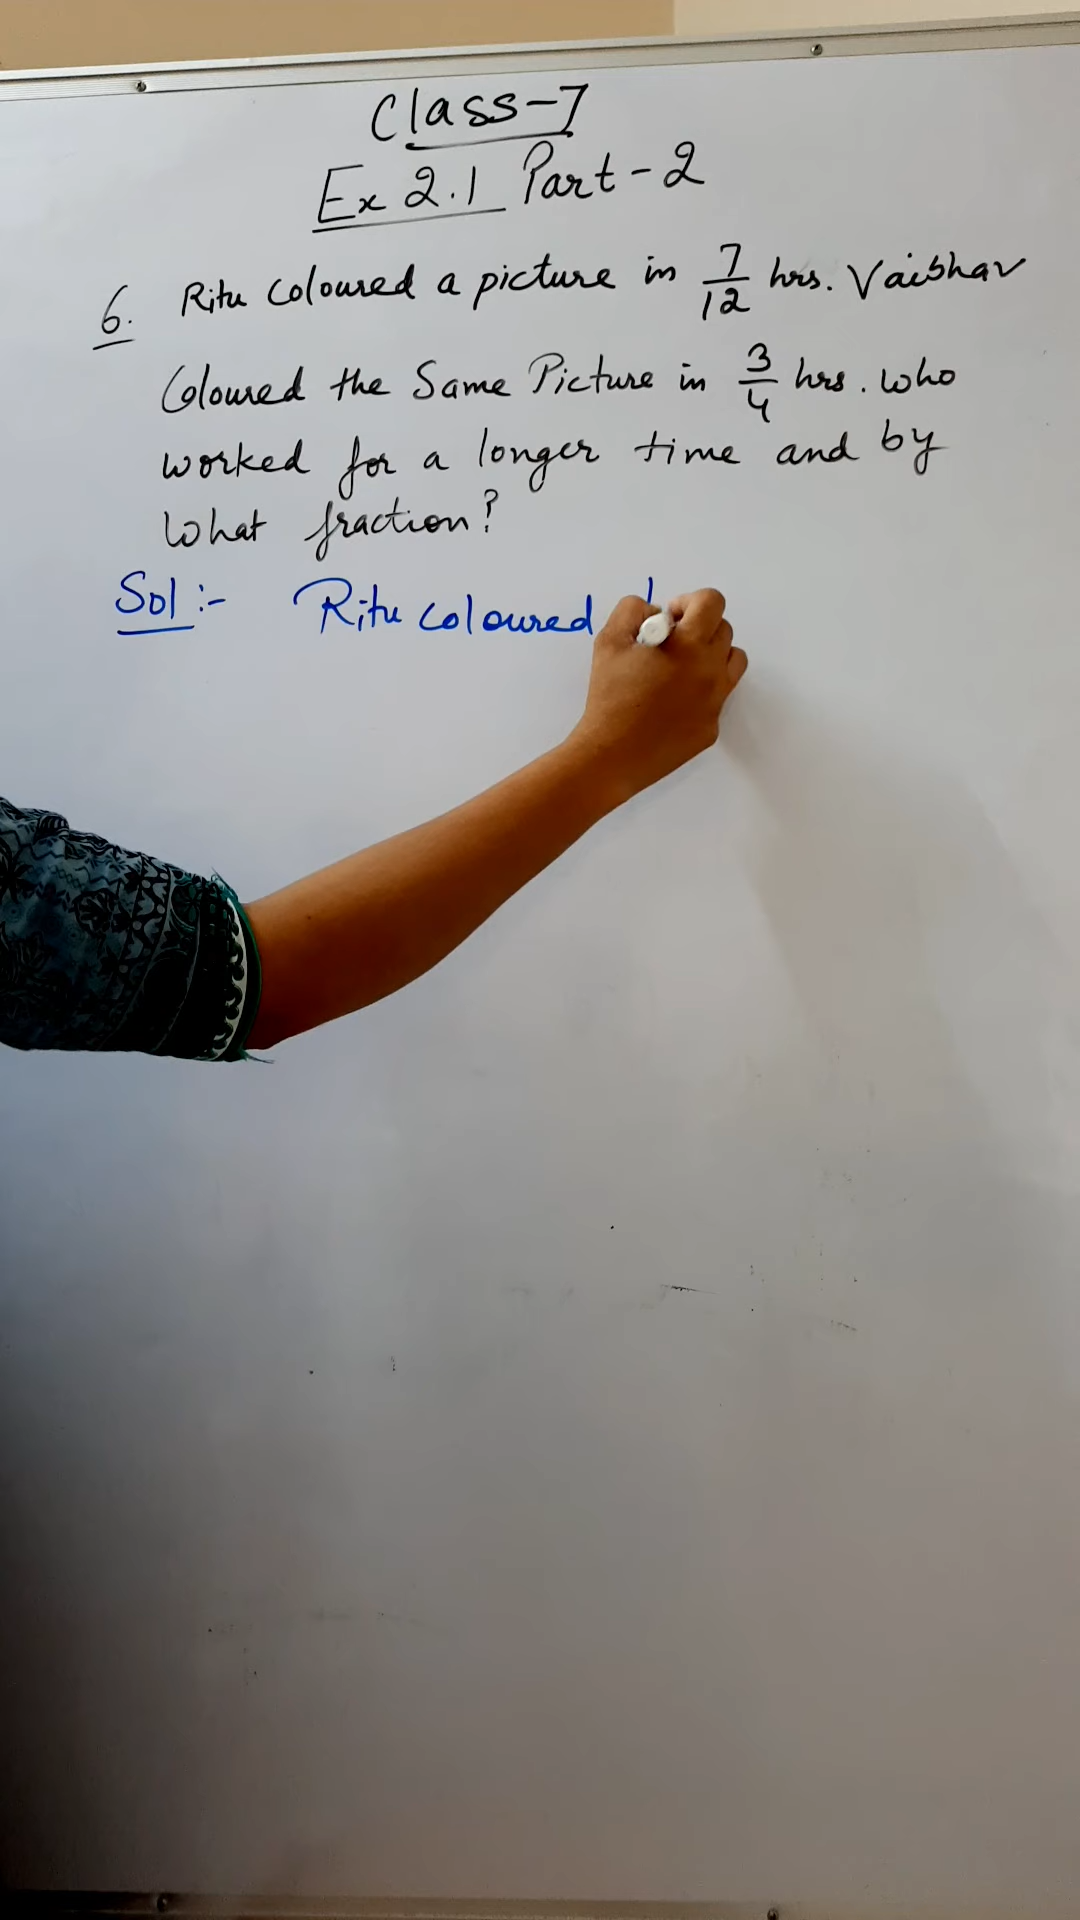 Class-7
Ex 2.1 Part-2
6. Ritu Coloured a picture in 7/12 hrs. Vaibhav
Coloured the Same Picture in 3/4 hrs. who
worked for a longer time and by
what fraction?
Sol:- Ritu coloured